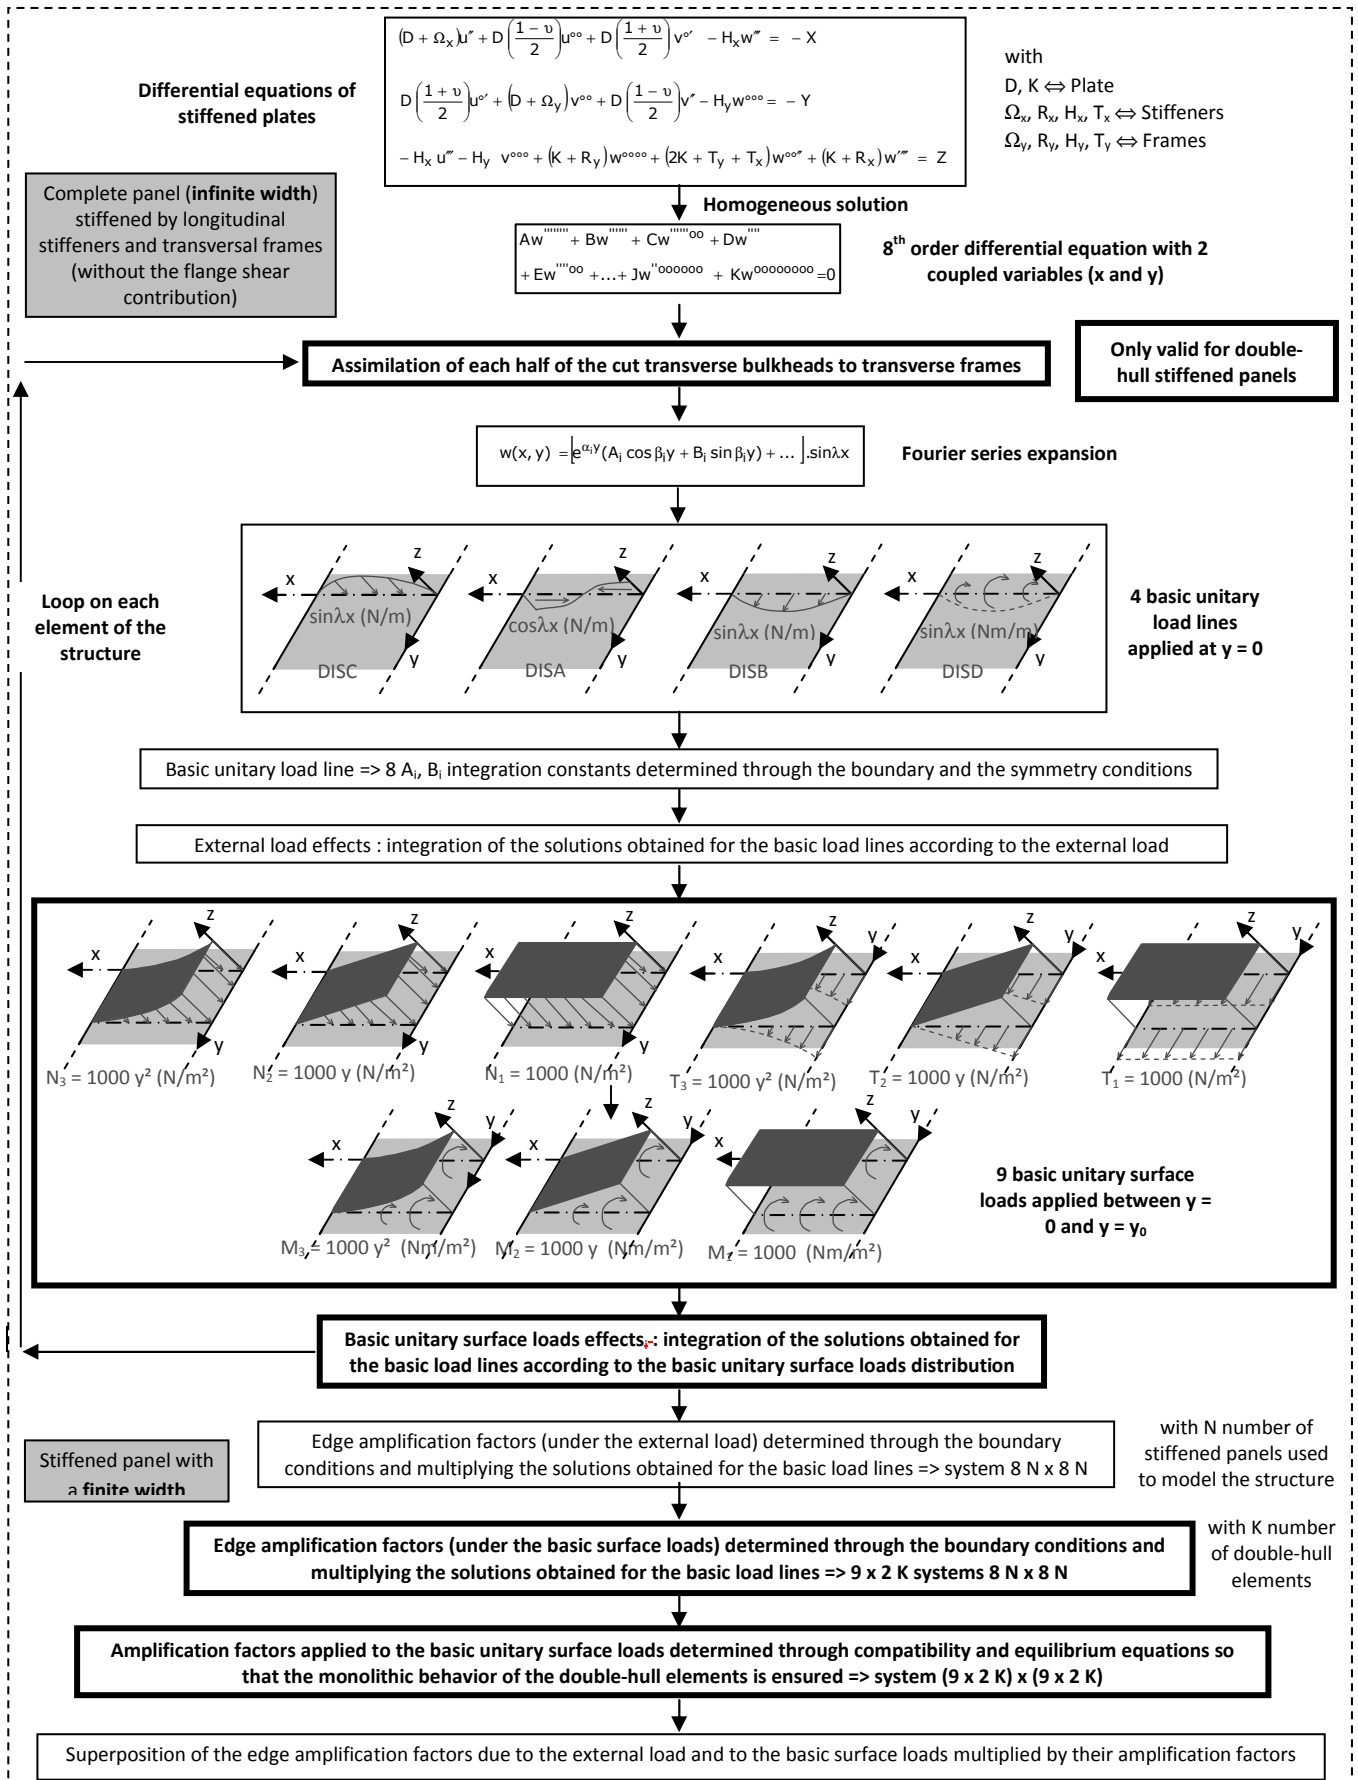 (D + Ωx)u″ + D ((1 − υ)/2) u°° + D ((1 + υ)/2) v°′ − Hxw‴ = − X
Differential equations of
stiffened plates
D ((1 + υ)/2) u°′ + (D + Ωy) v°° + D ((1 − υ)/2) v″ − Hyw°°° = − Y
− Hx u‴ − Hy v°°° + (K + Ry) w°°°° + (2K + Ty + Tx) w°°″ + (K + Rx) w⁗ = Z
with
D, K ⇔ Plate
Ωx, Rx, Hx, Tx ⇔ Stiffeners
Ωy, Ry, Hy, Ty ⇔ Frames
Complete panel (infinite width)
stiffened by longitudinal
stiffeners and transversal frames
(without the flange shear
contribution)
Homogeneous solution
Aw'''''''' + Bw'''''' + Cw''''''oo + Dw''''
+ Ew''''oo +...+ Jw''oooooo + Kwoooooooo =0
8th order differential equation with 2
coupled variables (x and y)
Assimilation of each half of the cut transverse bulkheads to transverse frames
Only valid for double-
hull stiffened panels
w(x, y) = [e^αiy (Ai cos βiy + Bi sin βiy) + ... ].sinλx
Fourier series expansion
Loop on each
element of the
structure
x z sinλx (N/m) y DISC
x z cosλx (N/m) y DISA
x z sinλx (N/m) y DISB
x z sinλx (Nm/m) y DISD
4 basic unitary
load lines
applied at y = 0
Basic unitary load line => 8 Ai, Bi integration constants determined through the boundary and the symmetry conditions
External load effects : integration of the solutions obtained for the basic load lines according to the external load
x z y N3 = 1000 y² (N/m²)
x z y N2 = 1000 y (N/m²)
x z y N1 = 1000 (N/m²)
x z y T3 = 1000 y² (N/m²)
x z y T2 = 1000 y (N/m²)
x z y T1 = 1000 (N/m²)
x z y M3 = 1000 y² (Nm/m²)
x z y M2 = 1000 y (Nm/m²)
x z y M1 = 1000 (Nm/m²)
9 basic unitary surface
loads applied between y =
0 and y = y0
Basic unitary surface loads effects : integration of the solutions obtained for
the basic load lines according to the basic unitary surface loads distribution
Stiffened panel with
a finite width
Edge amplification factors (under the external load) determined through the boundary
conditions and multiplying the solutions obtained for the basic load lines => system 8 N x 8 N
with N number of
stiffened panels used
to model the structure
Edge amplification factors (under the basic surface loads) determined through the boundary conditions and
multiplying the solutions obtained for the basic load lines => 9 x 2 K systems 8 N x 8 N
with K number
of double-hull
elements
Amplification factors applied to the basic unitary surface loads determined through compatibility and equilibrium equations so
that the monolithic behavior of the double-hull elements is ensured => system (9 x 2 K) x (9 x 2 K)
Superposition of the edge amplification factors due to the external load and to the basic surface loads multiplied by their amplification factors